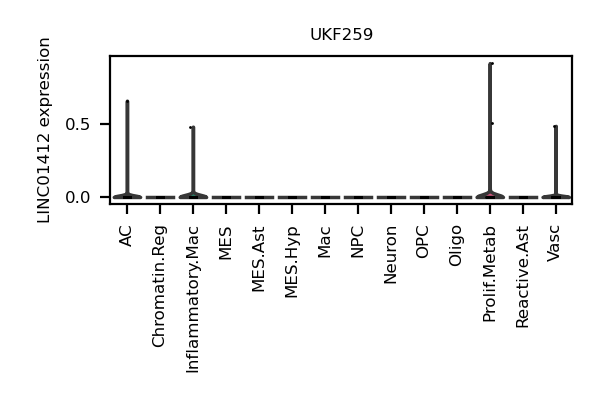 UKF259
LINC01412 expression
0.5
0.0
AC
Chromatin.Reg
Inflammatory.Mac
MES
MES.Ast
MES.Hyp
Mac
NPC
Neuron
OPC
Oligo
Prolif.Metab
Reactive.Ast
Vasc